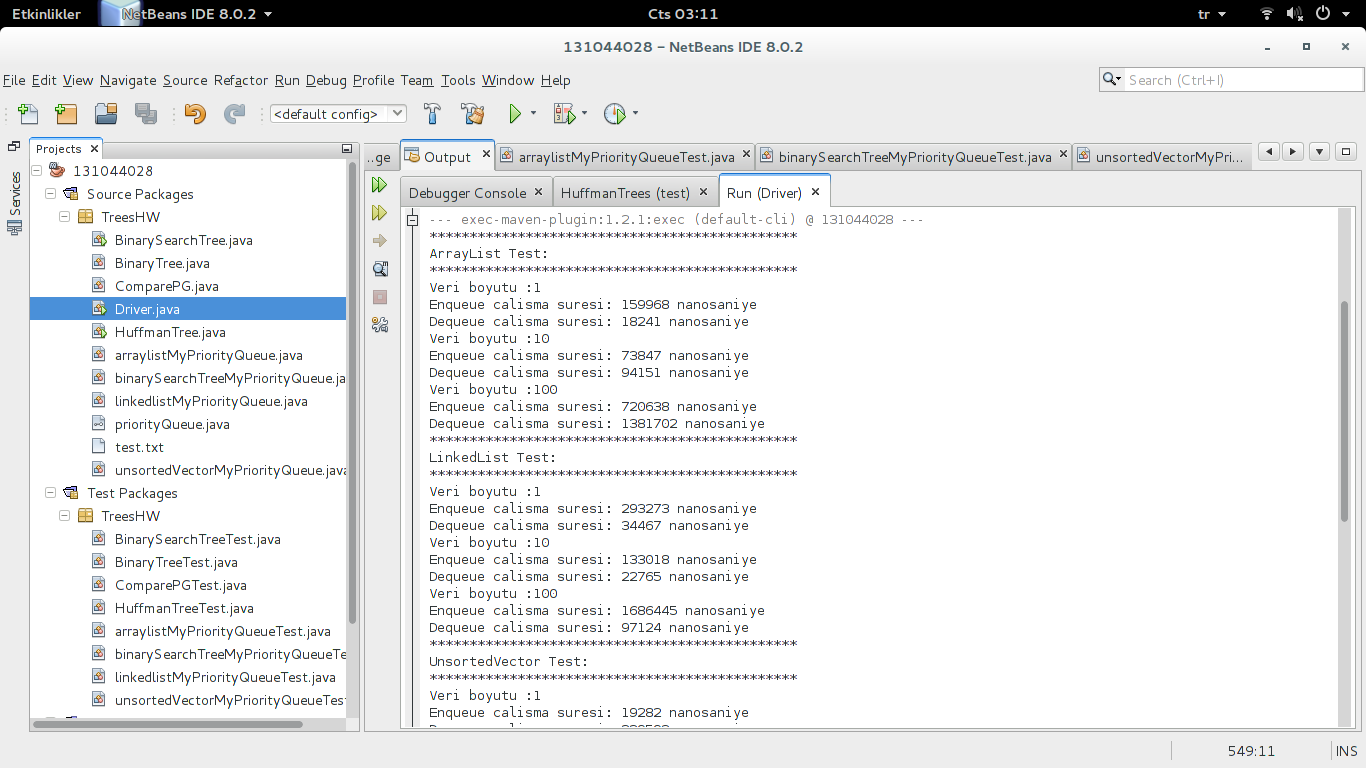 Etkinlikler NetBeans IDE 8.0.2 Cts 03:11 tr
131044028 – NetBeans IDE 8.0.2
File Edit View Navigate Source Refactor Run Debug Profile Team Tools Window Help
Search (Ctrl+I)
<default config>
Projects
Services
131044028
Source Packages
TreesHW
BinarySearchTree.java
BinaryTree.java
ComparePG.java
Driver.java
HuffmanTree.java
arraylistMyPriorityQueue.java
binarySearchTreeMyPriorityQueue.ja
linkedlistMyPriorityQueue.java
priorityQueue.java
test.txt
unsortedVectorMyPriorityQueue.java
Test Packages
TreesHW
BinarySearchTreeTest.java
BinaryTreeTest.java
ComparePGTest.java
HuffmanTreeTest.java
arraylistMyPriorityQueueTest.java
binarySearchTreeMyPriorityQueueTe
linkedlistMyPriorityQueueTest.java
unsortedVectorMyPriorityQueueTest
..ge Output arraylistMyPriorityQueueTest.java binarySearchTreeMyPriorityQueueTest.java unsortedVectorMyPri...
Debugger Console HuffmanTrees (test) Run (Driver)
--- exec-maven-plugin:1.2.1:exec (default-cli) @ 131044028 ---
**********************************************
ArrayList Test:
**********************************************
Veri boyutu :1
Enqueue calisma suresi: 159968 nanosaniye
Dequeue calisma suresi: 18241 nanosaniye
Veri boyutu :10
Enqueue calisma suresi: 73847 nanosaniye
Dequeue calisma suresi: 94151 nanosaniye
Veri boyutu :100
Enqueue calisma suresi: 720638 nanosaniye
Dequeue calisma suresi: 1381702 nanosaniye
**********************************************
LinkedList Test:
**********************************************
Veri boyutu :1
Enqueue calisma suresi: 293273 nanosaniye
Dequeue calisma suresi: 34467 nanosaniye
Veri boyutu :10
Enqueue calisma suresi: 133018 nanosaniye
Dequeue calisma suresi: 22765 nanosaniye
Veri boyutu :100
Enqueue calisma suresi: 1686445 nanosaniye
Dequeue calisma suresi: 97124 nanosaniye
**********************************************
UnsortedVector Test:
**********************************************
Veri boyutu :1
Enqueue calisma suresi: 19282 nanosaniye
549:11 INS